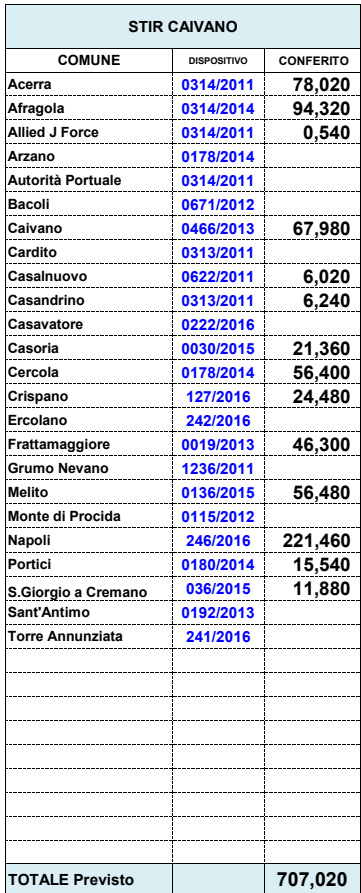 STIR CAIVANO
COMUNE DISPOSITIVO CONFERITO
Acerra 0314/2011 78,020
Afragola 0314/2014 94,320
Allied J Force 0314/2011 0,540
Arzano 0178/2014
Autorità Portuale 0314/2011
Bacoli 0671/2012
Caivano 0466/2013 67,980
Cardito 0313/2011
Casalnuovo 0622/2011 6,020
Casandrino 0313/2011 6,240
Casavatore 0222/2016
Casoria 0030/2015 21,360
Cercola 0178/2014 56,400
Crispano 127/2016 24,480
Ercolano 242/2016
Frattamaggiore 0019/2013 46,300
Grumo Nevano 1236/2011
Melito 0136/2015 56,480
Monte di Procida 0115/2012
Napoli 246/2016 221,460
Portici 0180/2014 15,540
S.Giorgio a Cremano 036/2015 11,880
Sant'Antimo 0192/2013
Torre Annunziata 241/2016
TOTALE Previsto 707,020